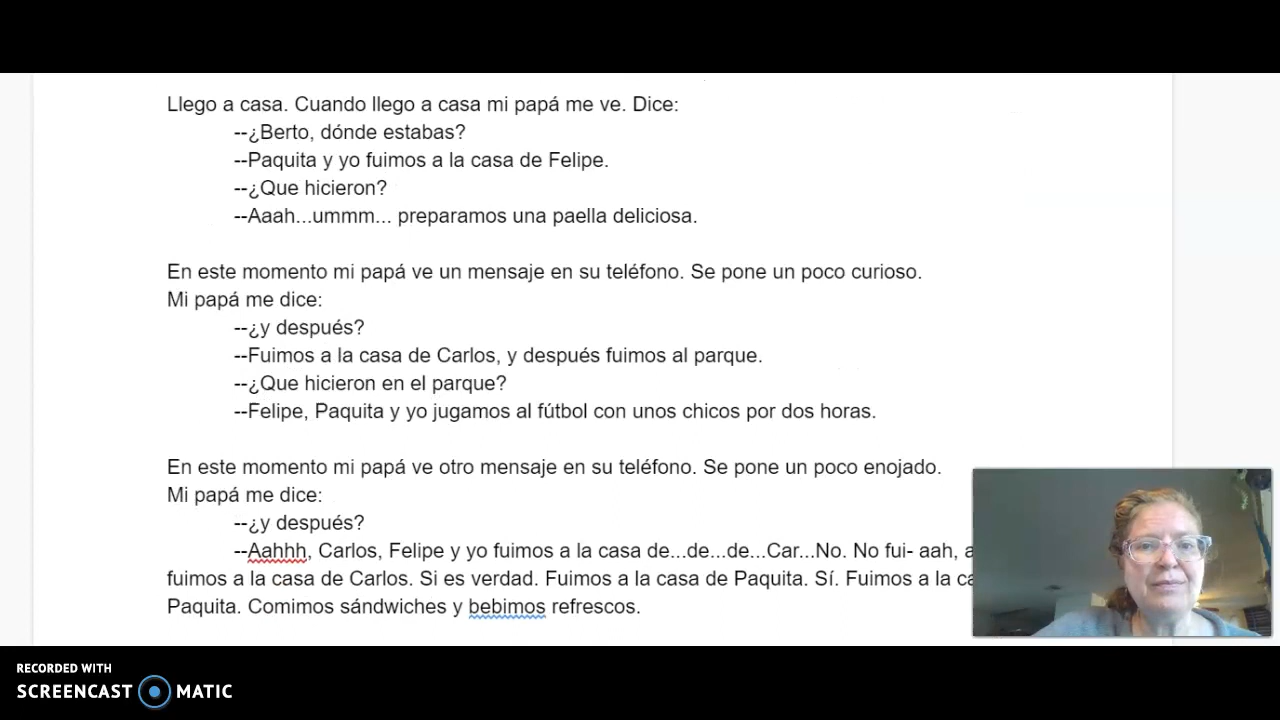 Llego a casa. Cuando llego a casa mi papá me ve. Dice:
--¿Berto, dónde estabas?
--Paquita y yo fuimos a la casa de Felipe.
--¿Que hicieron?
--Aaah...ummm... preparamos una paella deliciosa.
En este momento mi papá ve un mensaje en su teléfono. Se pone un poco curioso.
Mi papá me dice:
--¿y después?
--Fuimos a la casa de Carlos, y después fuimos al parque.
--¿Que hicieron en el parque?
--Felipe, Paquita y yo jugamos al fútbol con unos chicos por dos horas.
En este momento mi papá ve otro mensaje en su teléfono. Se pone un poco enojado.
Mi papá me dice:
--¿y después?
--Aahhh, Carlos, Felipe y yo fuimos a la casa de...de...de...Car...No. No fui- aah,
fuimos a la casa de Carlos. Si es verdad. Fuimos a la casa de Paquita. Sí. Fuimos a la
Paquita. Comimos sándwiches y bebimos refrescos.
RECORDED WITH
SCREENCAST MATIC